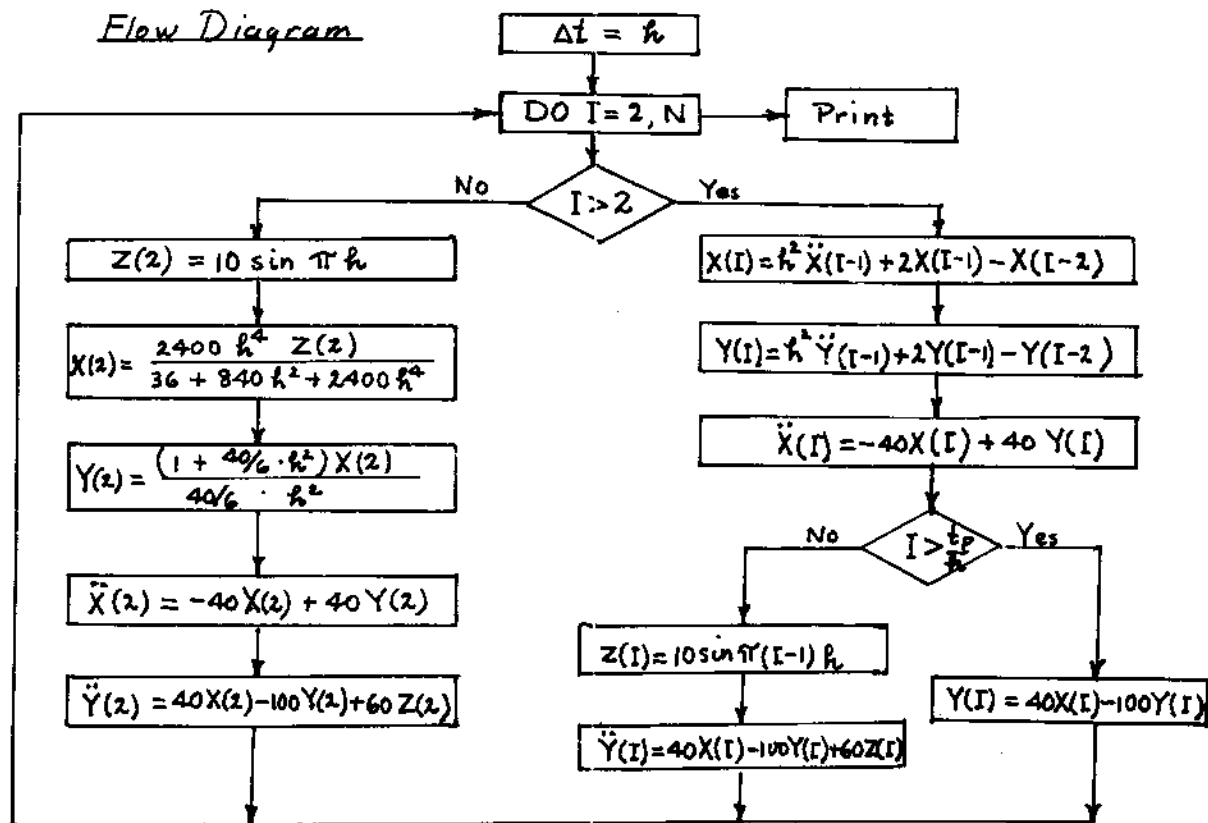 Flow Diagram
Δt = h
DO I = 2, N
Print
I > 2
No
Yes
Z(2) = 10 sin π h
X(2) = 2400 h⁴ Z(2) / 36 + 840 h² + 2400 h⁴
Y(2) = (1 + 40/6 · h²) X(2) / 40/6 · h²
Ẍ(2) = -40X(2) + 40Y(2)
Ÿ(2) = 40X(2) - 100Y(2) + 60Z(2)
X(I) = h² Ẍ(I-1) + 2X(I-1) - X(I-2)
Y(I) = h² Ÿ(I-1) + 2Y(I-1) - Y(I-2)
Ẍ(I) = -40X(I) + 40Y(I)
I > tp/h
No
Yes
Z(I) = 10 sin π (I-1) h
Ÿ(I) = 40X(I) - 100Y(I) + 60Z(I)
Y(I) = 40X(I) - 100Y(I)